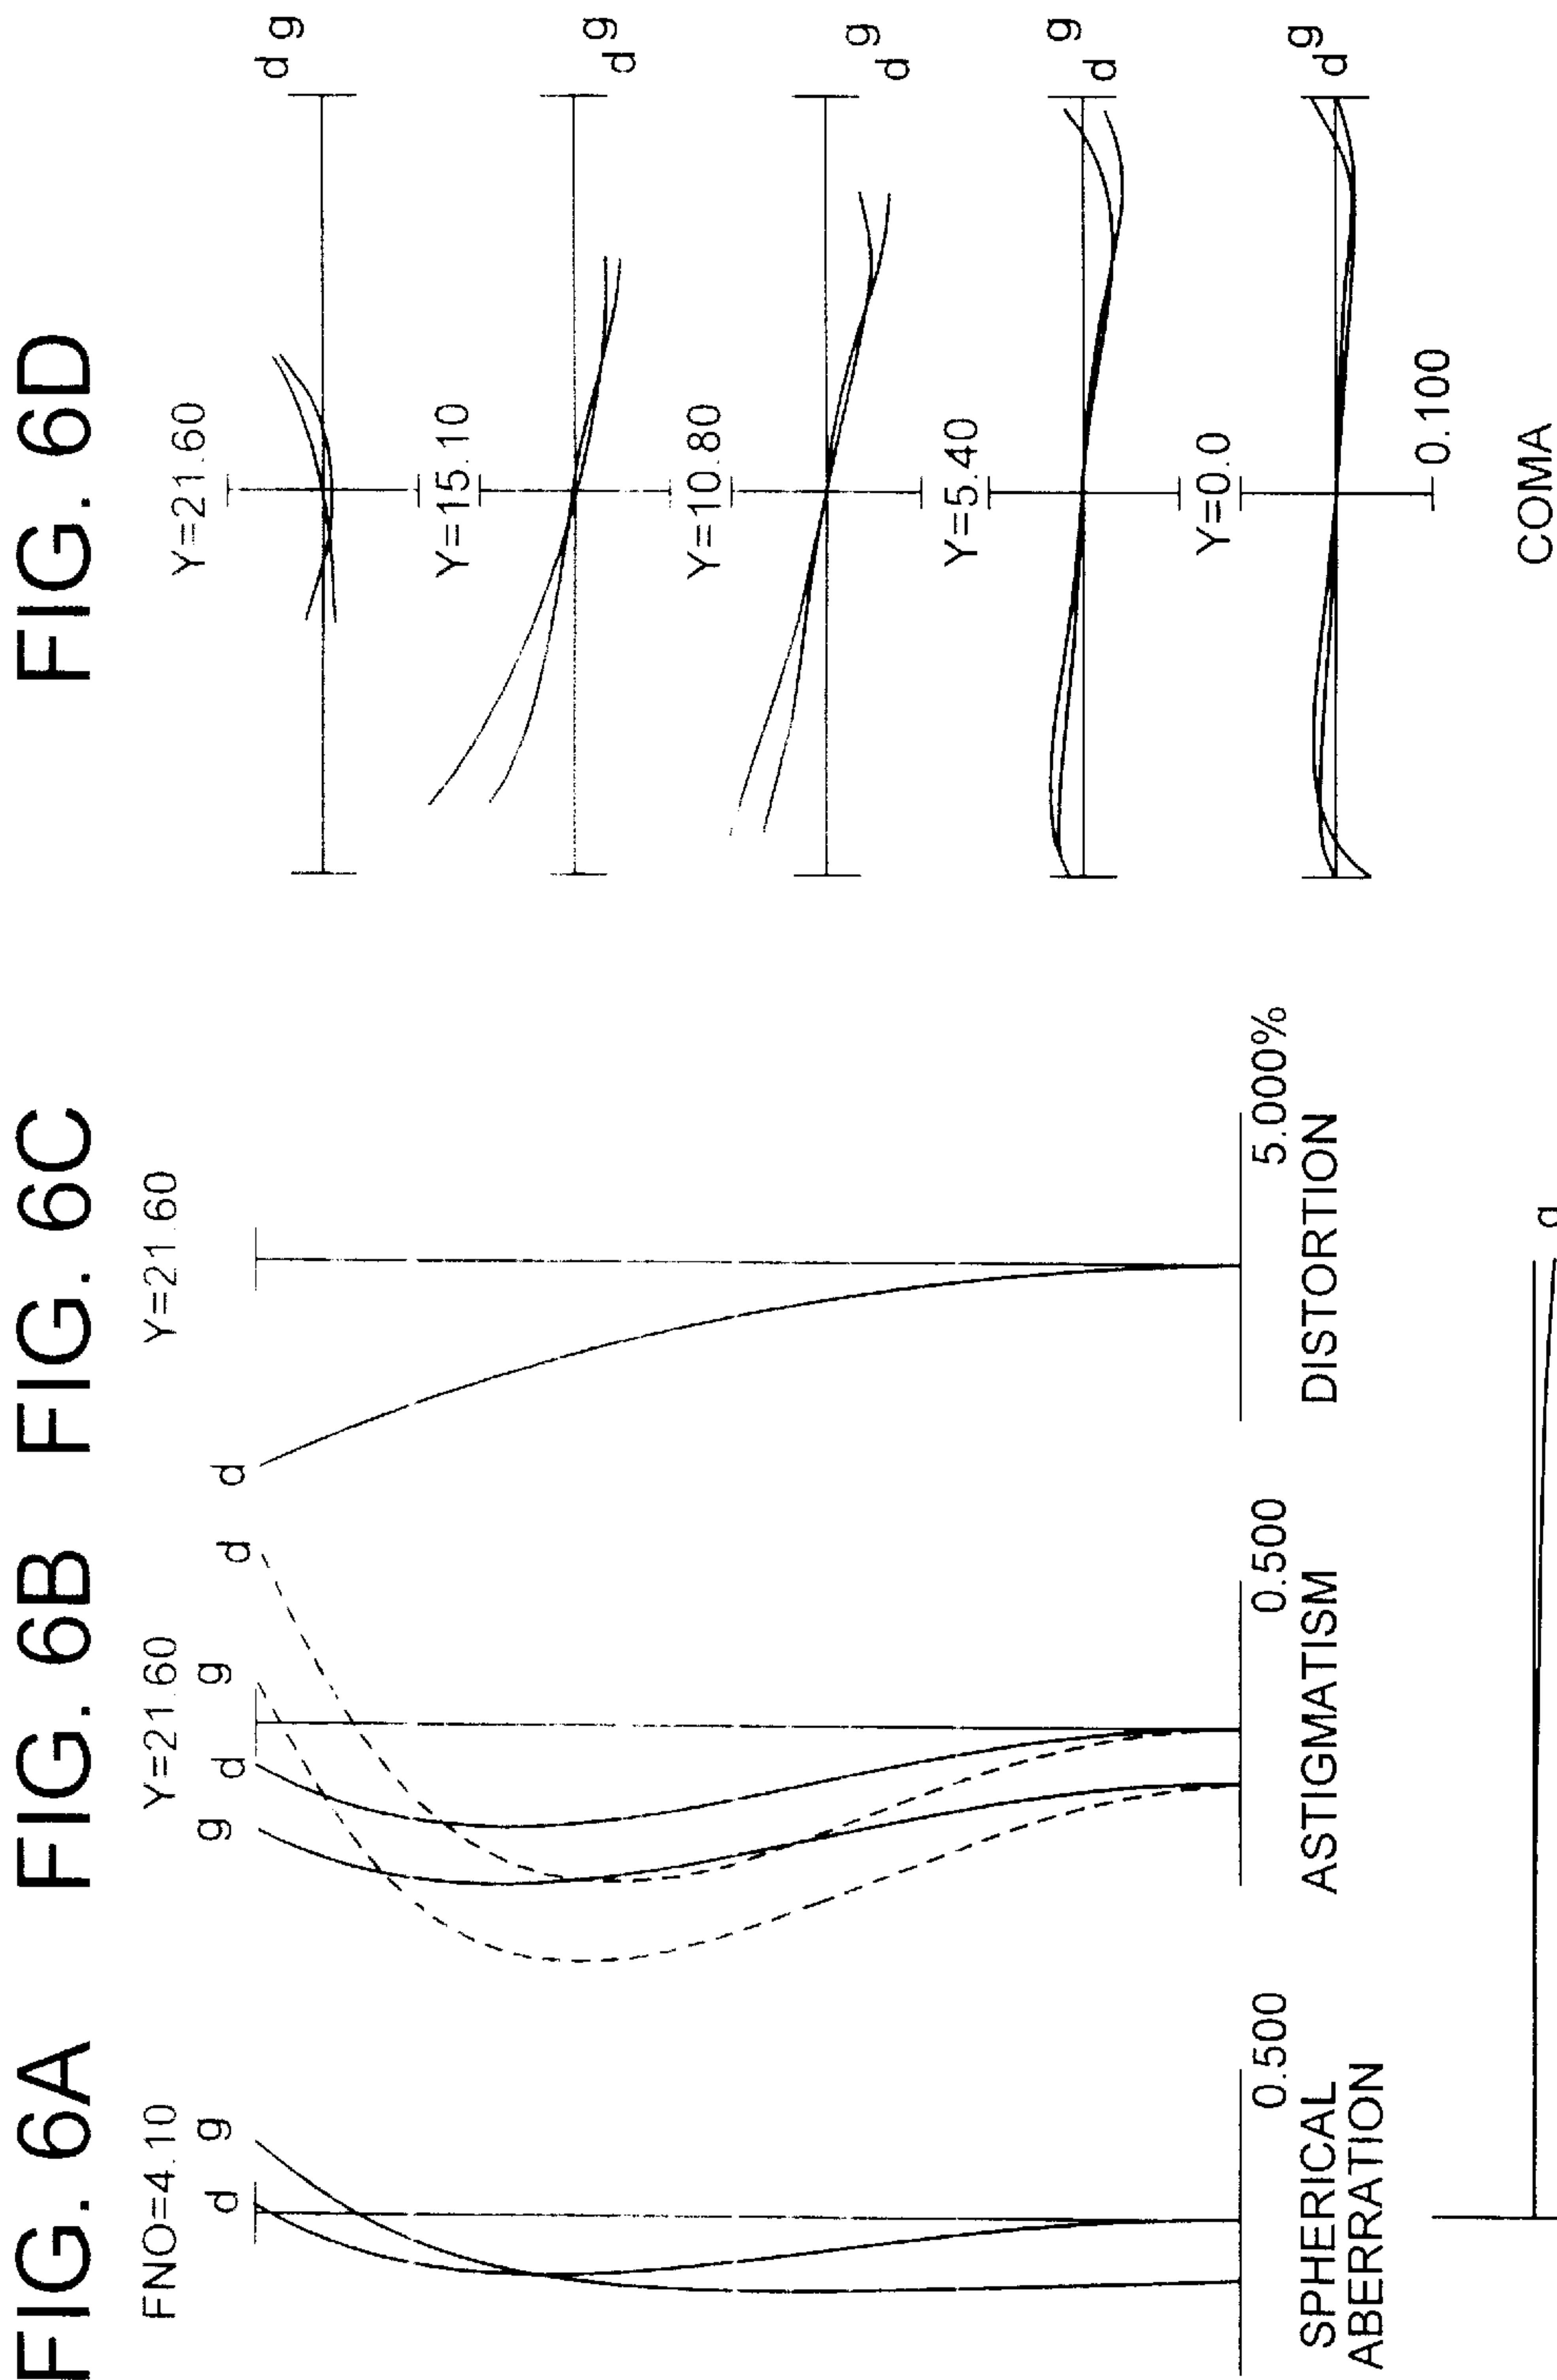 FIG. 6A
FNO=4.10
d
g
0.500
SPHERICAL
ABERRATION
FIG. 6B
Y=21.60
g
d
g
d
0.500
ASTIGMATISM
FIG. 6C
Y=21.60
d
5.000%
DISTORTION
FIG. 6D
Y=21.60
d g
Y=15.10
g
d
Y=10.80
g
d
Y=5.40
g
d
Y=0.0
g
d
0.100
COMA